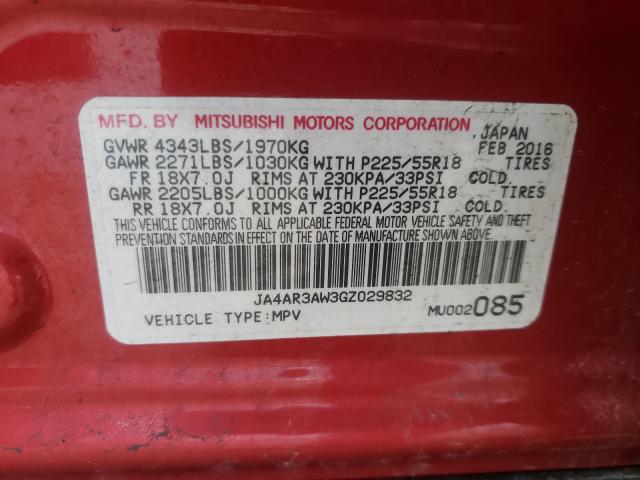 MFD. BY MITSUBISHI MOTORS CORPORATION, JAPAN
GVWR 4343LBS/1970KG FEB 2016
GAWR 2271LBS/1030KG WITH P225/55R18 TIRES
FR 18X7.0J RIMS AT 230KPA/33PSI COLD.
GAWR 2205LBS/1000KG WITH P225/55R18 TIRES
RR 18X7.0J RIMS AT 230KPA/33PSI COLD.
THIS VEHICLE CONFORMS TO ALL APPLICABLE FEDERAL MOTOR VEHICLE SAFETY AND THEFT
PREVENTION STANDARDS IN EFFECT ON THE DATE OF MANUFACTURE SHOWN ABOVE.
JA4AR3AW3GZ029832
VEHICLE TYPE:MPV MU002085